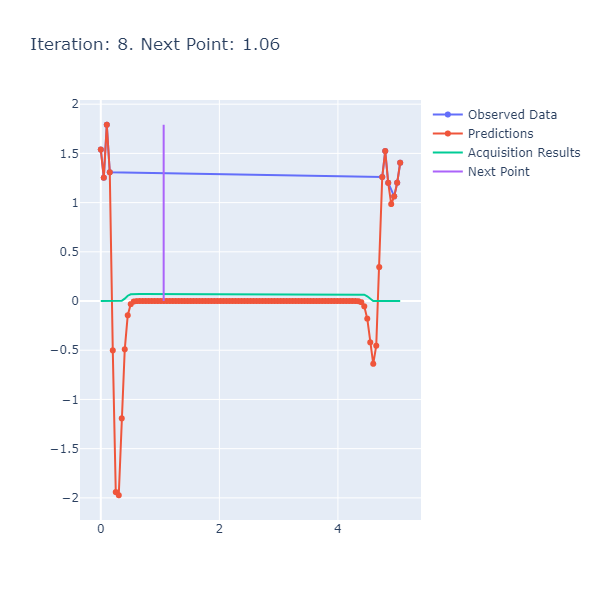 Iteration: 8. Next Point: 1.06
Observed Data
Predictions
Acquisition Results
Next Point
2
1.5
1
0.5
0
−0.5
−1
−1.5
−2
0
2
4